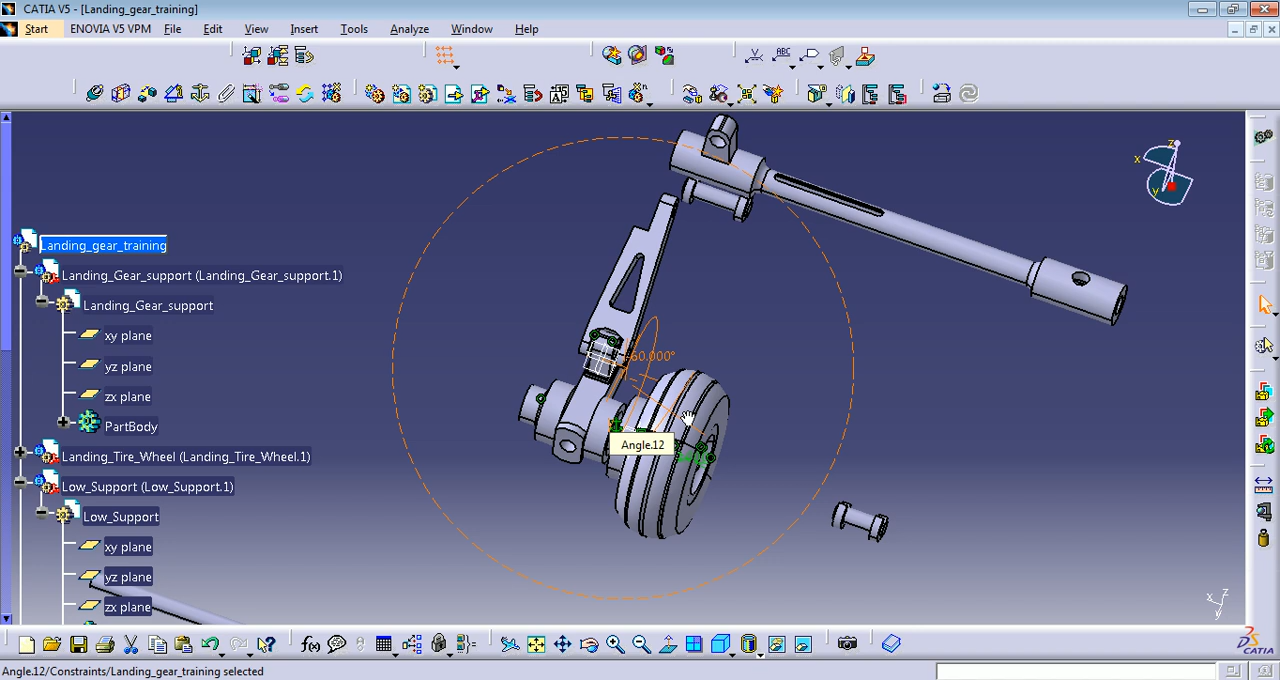 CATIA V5 - [Landing_gear_training]
Start ENOVIA V5 VPM File Edit View Insert Tools Analyze Window Help
ABC
z
x
y
Landing_gear_training
Landing_Gear_support (Landing_Gear_support.1)
Landing_Gear_support
xy plane
-60.000°
yz plane
zx plane
PartBody
Angle.12
Landing_Tire_Wheel (Landing_Tire_Wheel.1)
Low_Support (Low_Support.1)
Low_Support
xy plane
yz plane
zx plane
x z
y
f(x)
CATIA
Angle.12/Constraints/Landing_gear_training selected